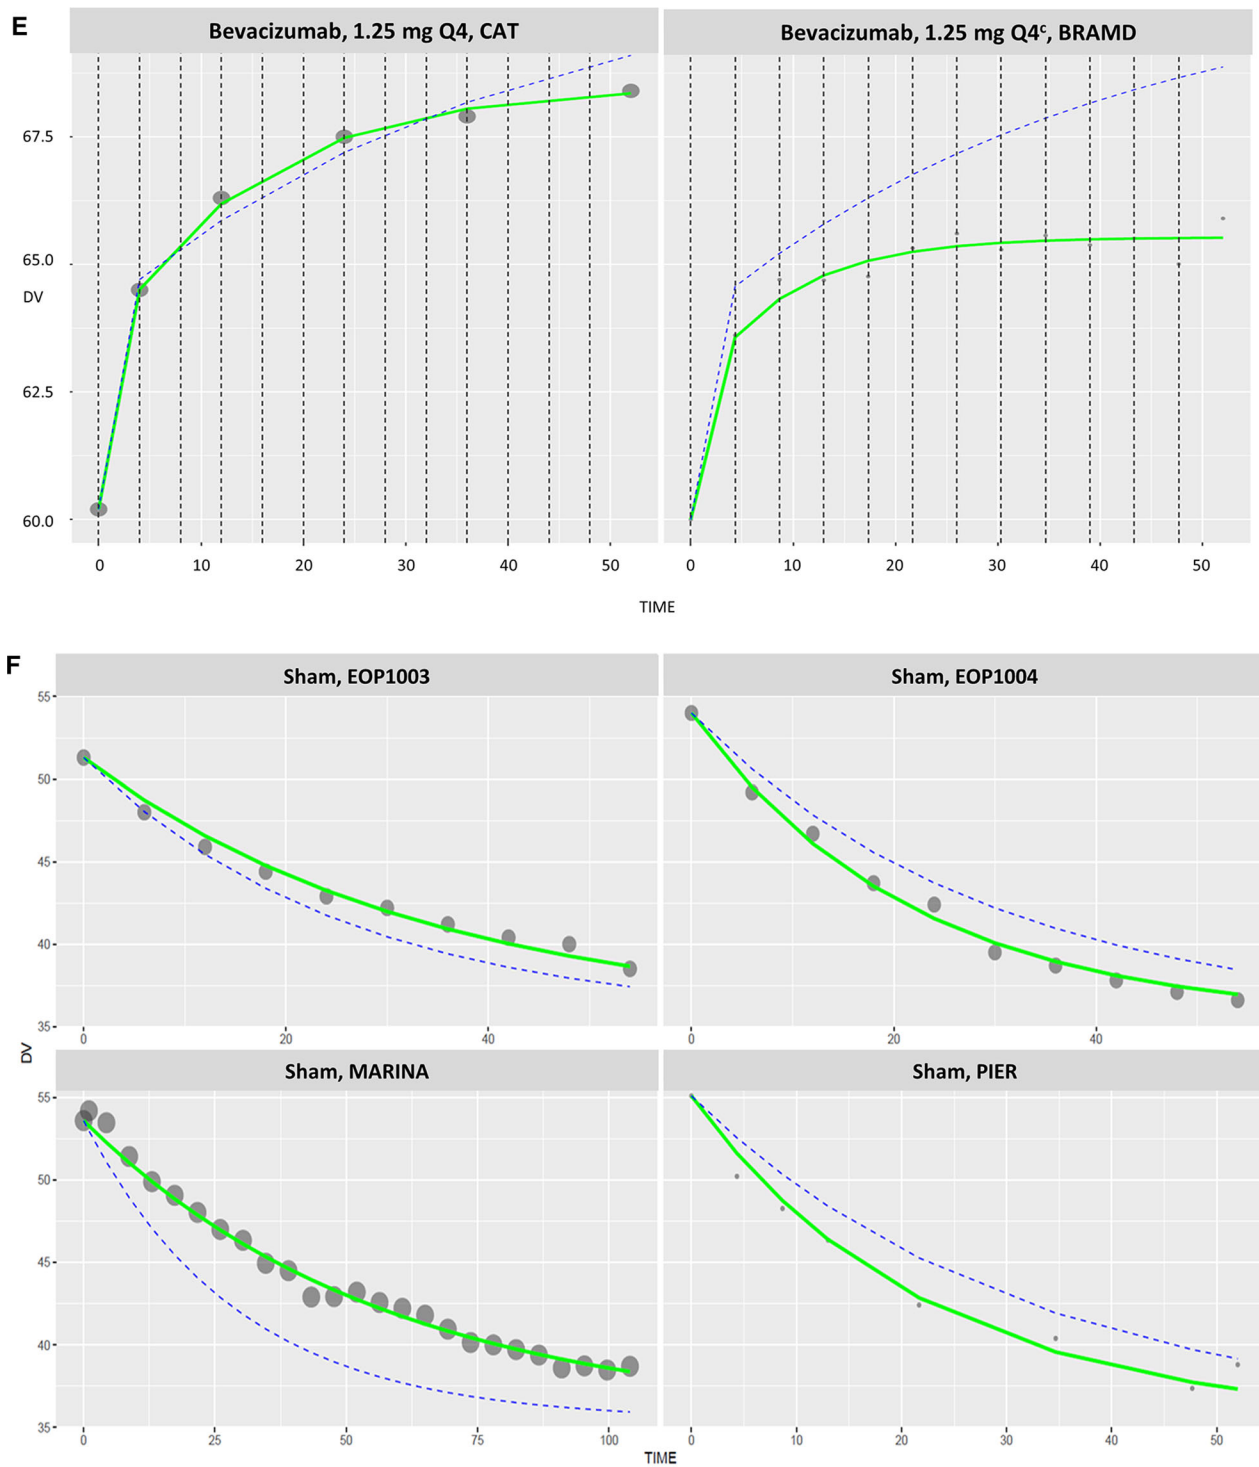 E
Bevacizumab, 1.25 mg Q4, CAT
Bevacizumab, 1.25 mg Q4ᶜ, BRAMD
67.5
65.0
DV
62.5
60.0
0 10 20 30 40 50
0 10 20 30 40 50
TIME
F
Sham, EOP1003
Sham, EOP1004
55
50
45
40
35
0 20 40
0 20 40
DV
Sham, MARINA
Sham, PIER
55
50
45
40
35
0 25 50 75 100
0 10 20 30 40 50
TIME